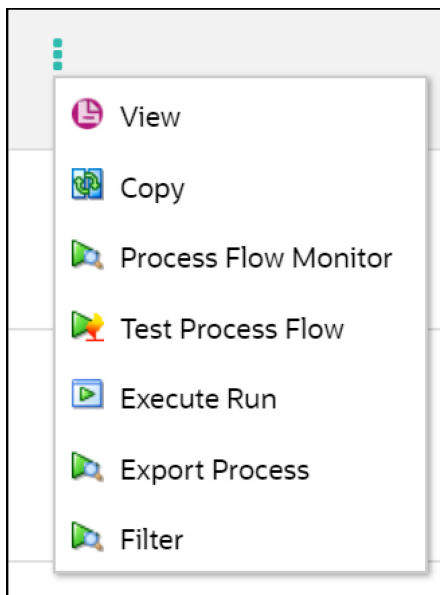 View
Copy
Process Flow Monitor
Test Process Flow
Execute Run
Export Process
Filter